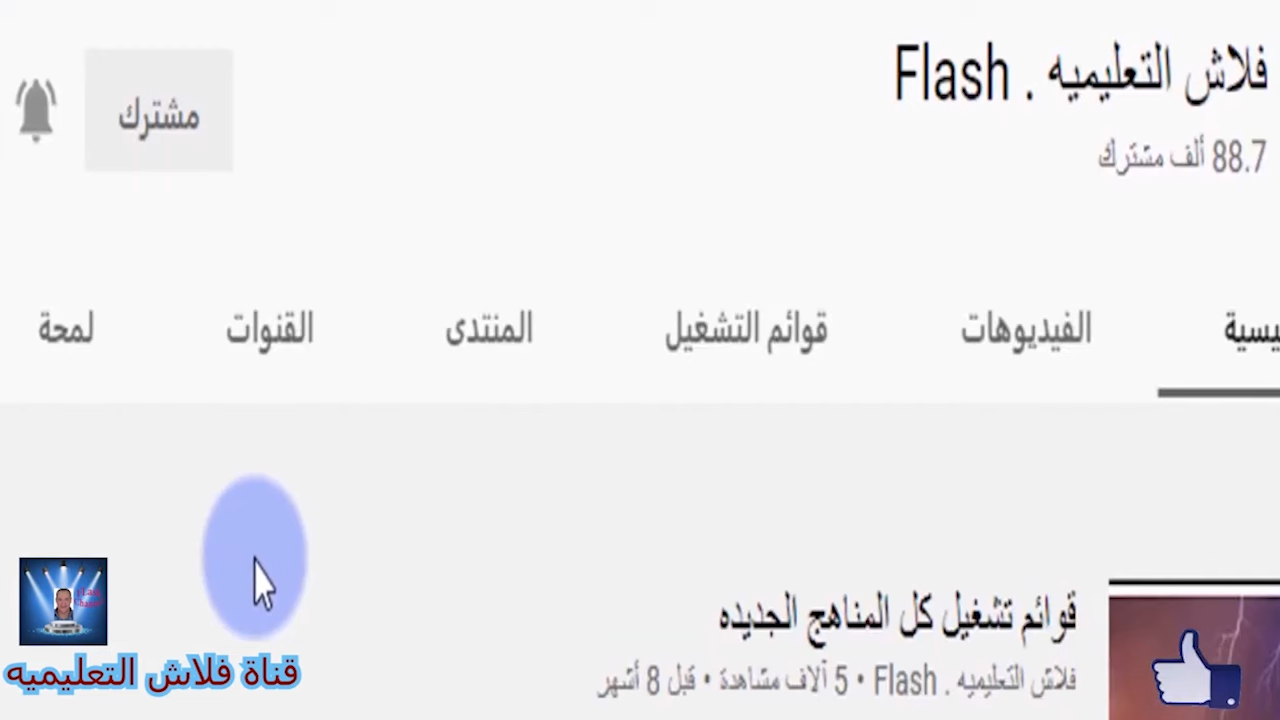 فلاش التعليميه . Flash
88.7 ألف مشترك
مشترك
الفيديوهات
قوائم التشغيل
المنتدى
القنوات
لمحة
قوائم تشغيل كل المناهج الجديده
فلاش التعليميه . Flash • 5 آلاف مشاهدة • قبل 8 أشهر
قناة فلاش التعليميه